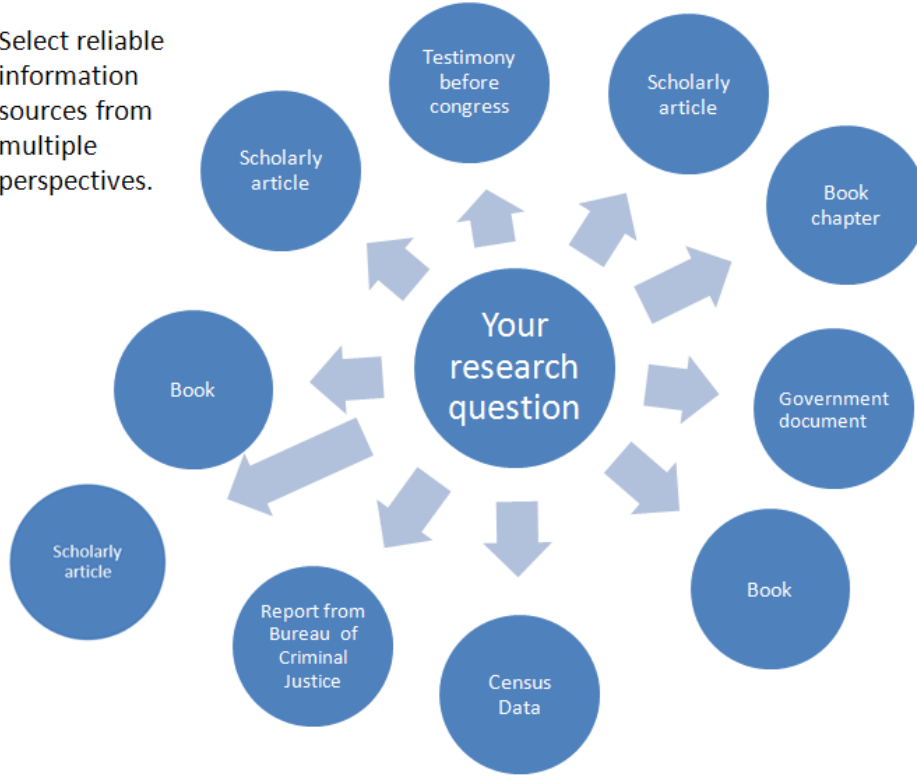 Select reliable
information
sources from
multiple
perspectives.
Testimony
before
congress
Scholarly
article
Scholarly
article
Book
chapter
Your
research
question
Book
Government
document
Scholarly
article
Book
Report from
Bureau of
Criminal
Justice
Census
Data